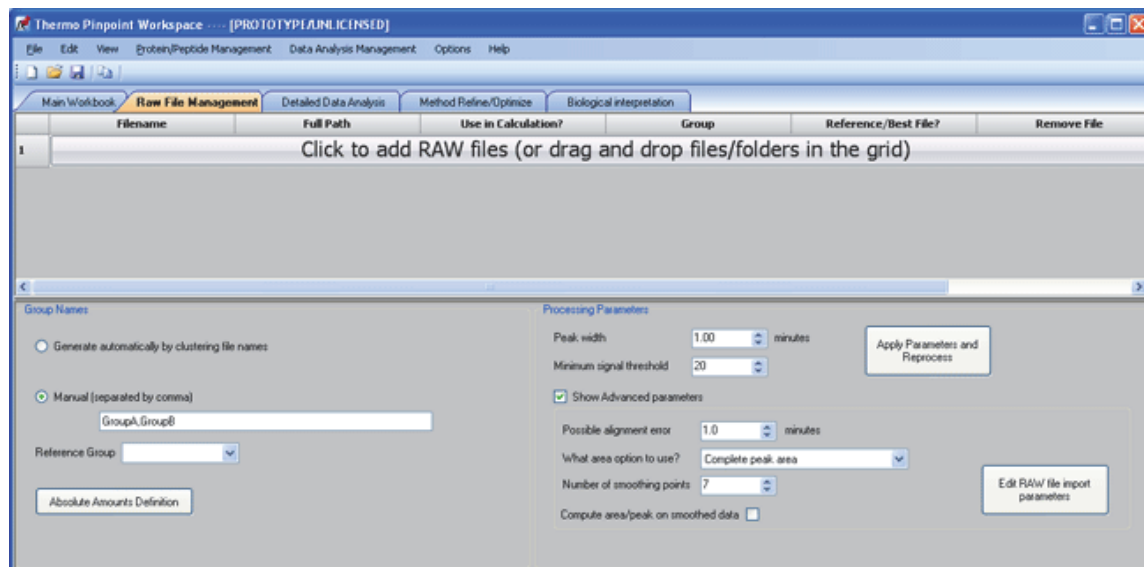 Thermo Pinpoint Workspace ---- [PROTOTYPE/UNLICENSED]
File Edit View Protein/Peptide Management Data Analysis Management Options Help
Main Workbook Raw File Management Detailed Data Analysis Method Refine/Optimize Biological interpretation
Filename Full Path Use in Calculation? Group Reference/Best File? Remove File
1 Click to add RAW files (or drag and drop files/folders in the grid)
Group Names Processing Parameters
Peak width 1.00 minutes
Generate automatically by clustering file names
Apply Parameters and
Reprocess
Minimum signal threshold 20
Manual (separated by comma)
Show Advanced parameters
GroupA,GroupB
Possible alignment error 1.0 minutes
Reference Group
What area option to use? Complete peak area
Number of smoothing points 7
Edit RAW file import
parameters
Absolute Amounts Definition
Compute area/peak on smoothed data